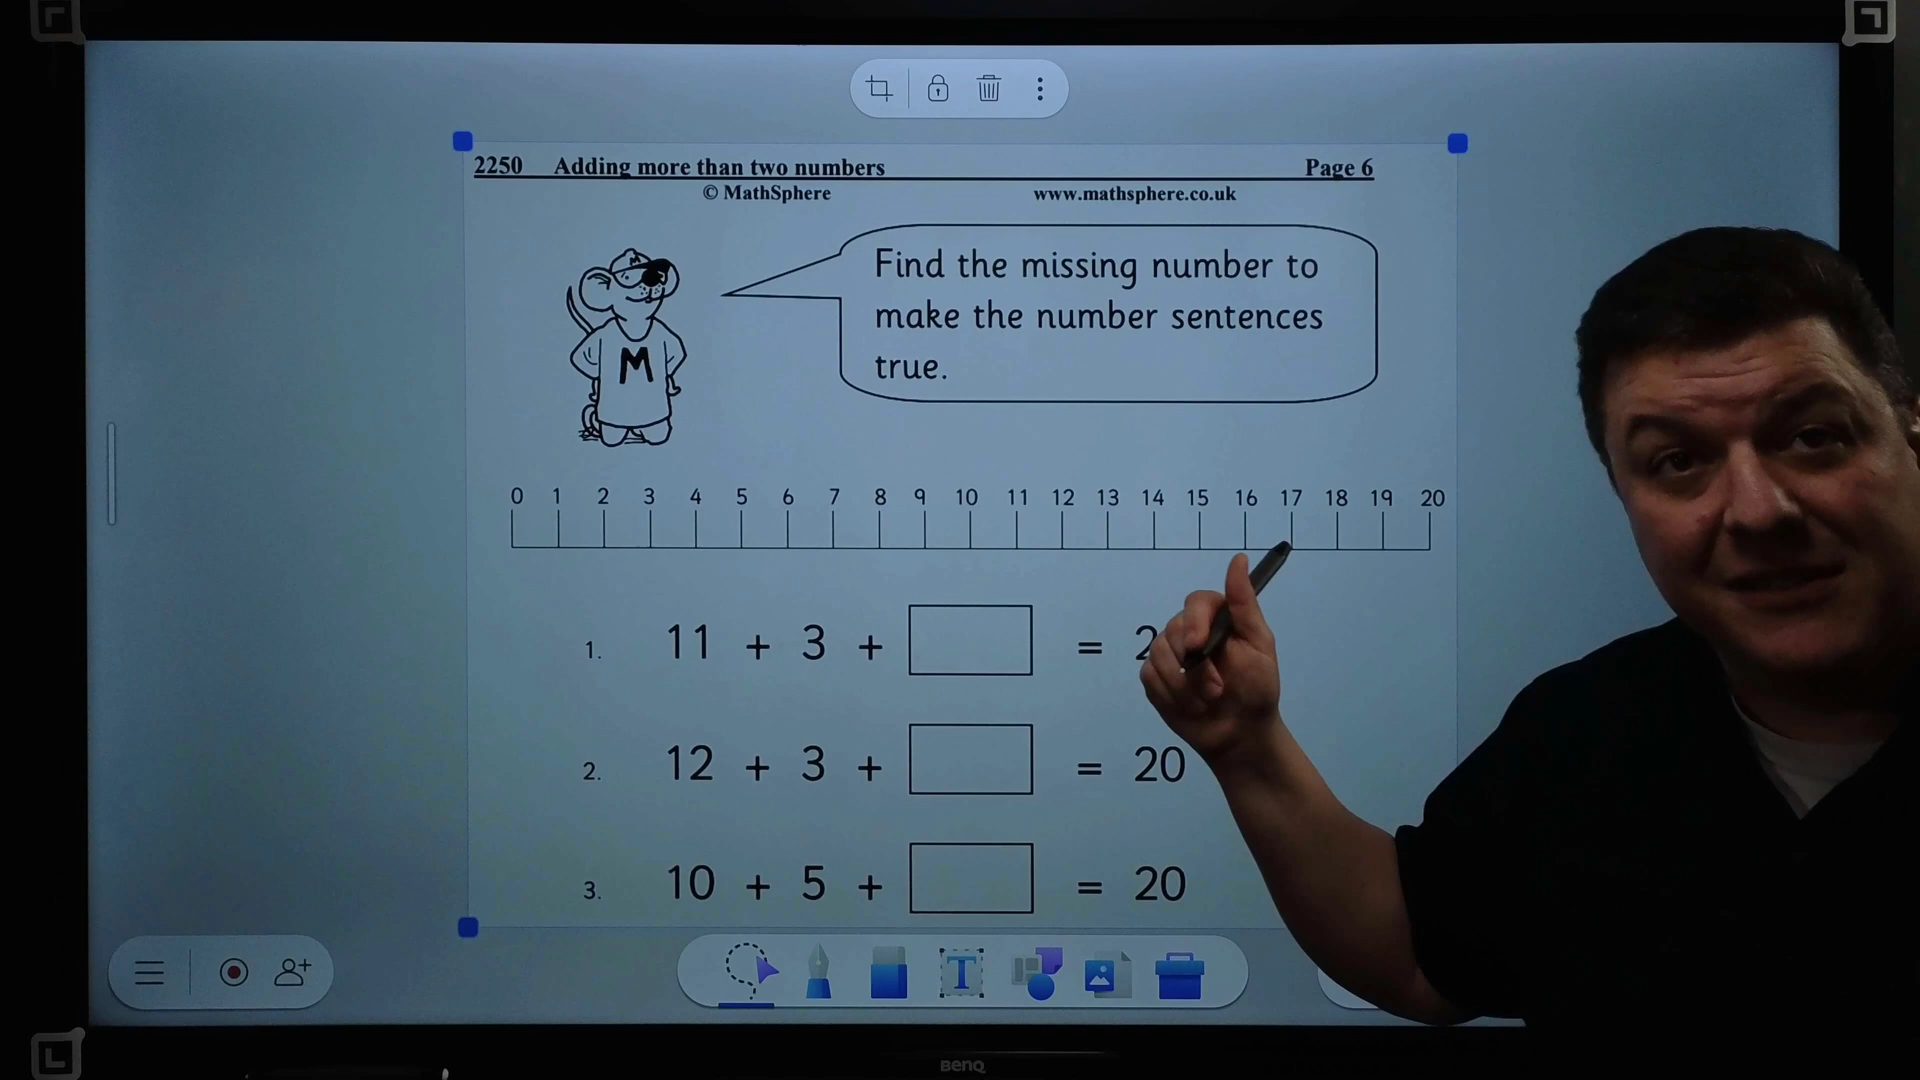 2250 Adding more than two numbers Page 6
© MathSphere www.mathsphere.co.uk
M
Find the missing number to
make the number sentences
true.
M
0 1 2 3 4 5 6 7 8 9 10 11 12 13 14 15 16 17 18 19 20
1. 11 + 3 + = 2
2. 12 + 3 + = 20
3. 10 + 5 + = 20
T
BenQ